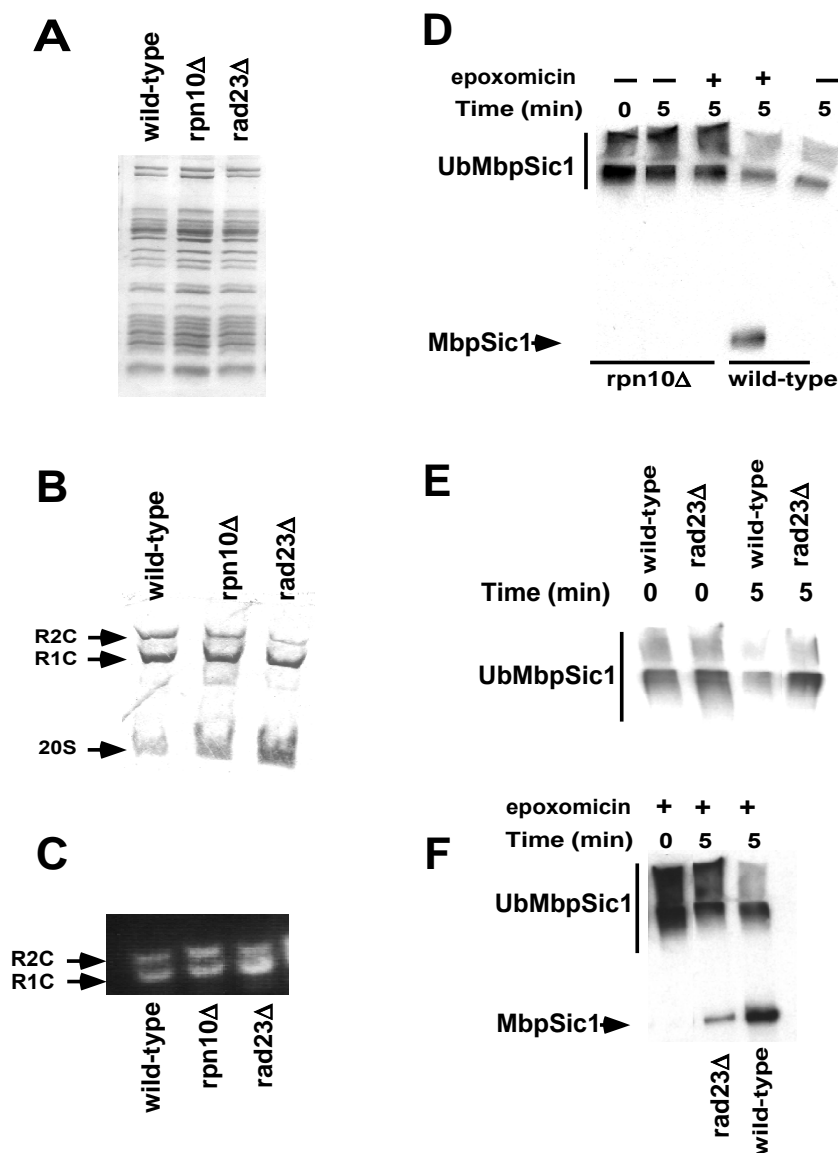 A
wild-type
rpn10Δ
rad23Δ
B
wild-type
rpn10Δ
rad23Δ
R2C
R1C
20S
C
R2C
R1C
wild-type
rpn10Δ
rad23Δ
D
epoxomicin — — + + —
Time (min) 0 5 5 5 5
UbMbpSic1
MbpSic1
rpn10Δ wild-type
E
wild-type
rad23Δ
wild-type
rad23Δ
Time (min) 0 0 5 5
UbMbpSic1
F
epoxomicin + + +
Time (min) 0 5 5
UbMbpSic1
MbpSic1
rad23Δ
wild-type